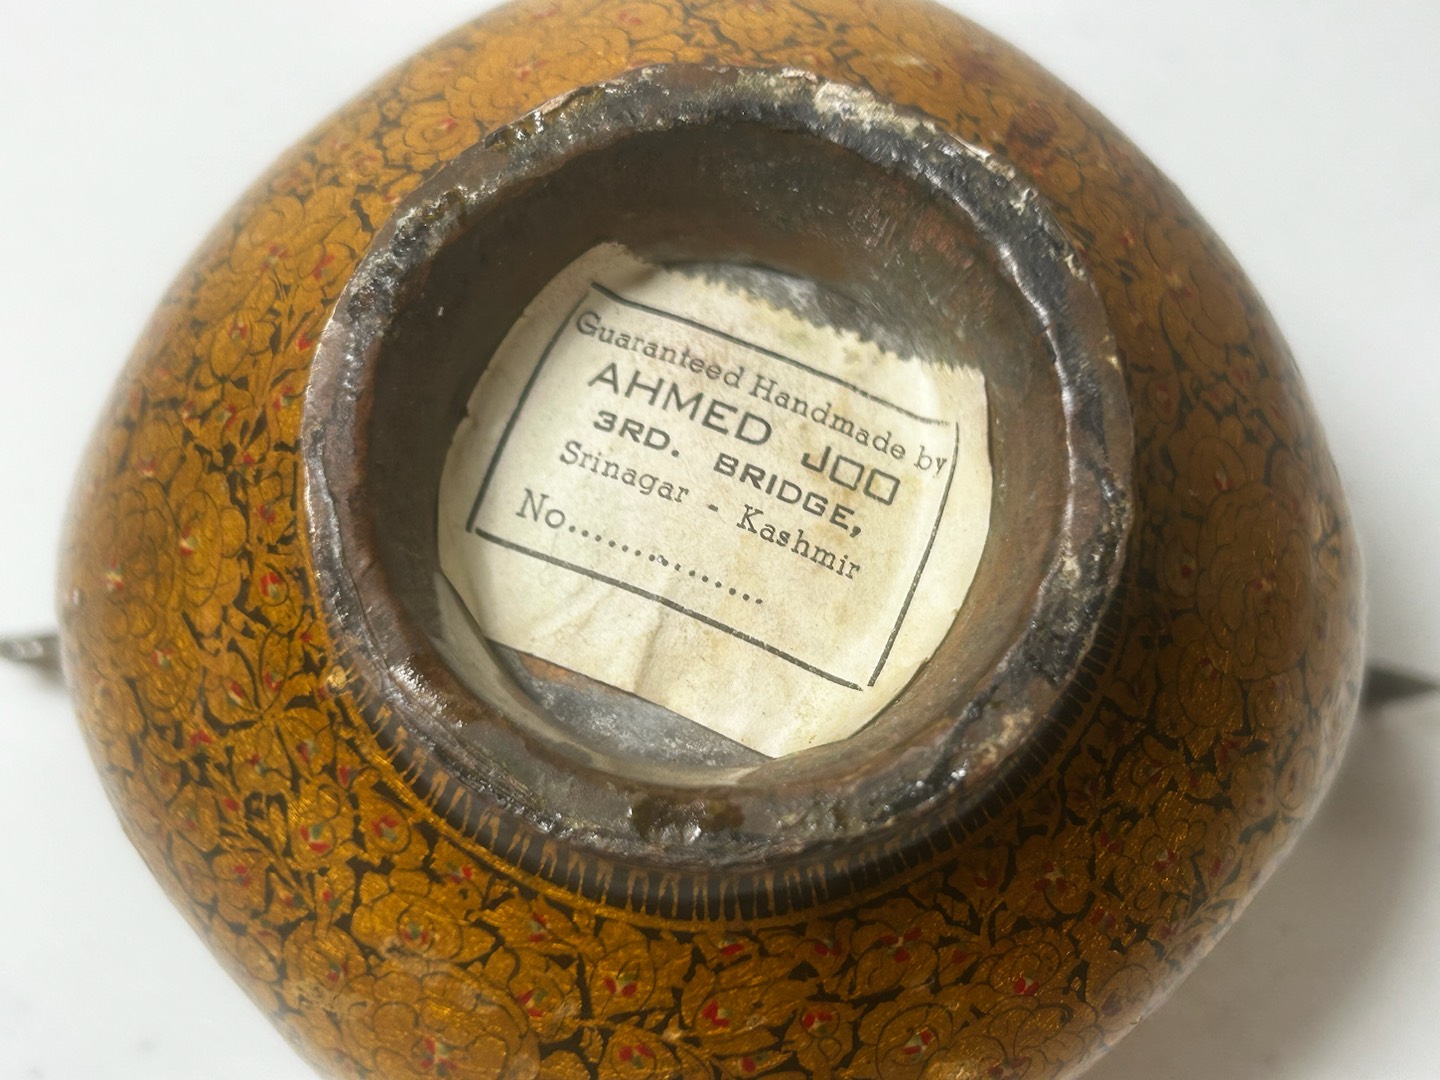 Guaranteed Handmade by
AHMED JOO
3RD. BRIDGE,
Srinagar - Kashmir
No.....................